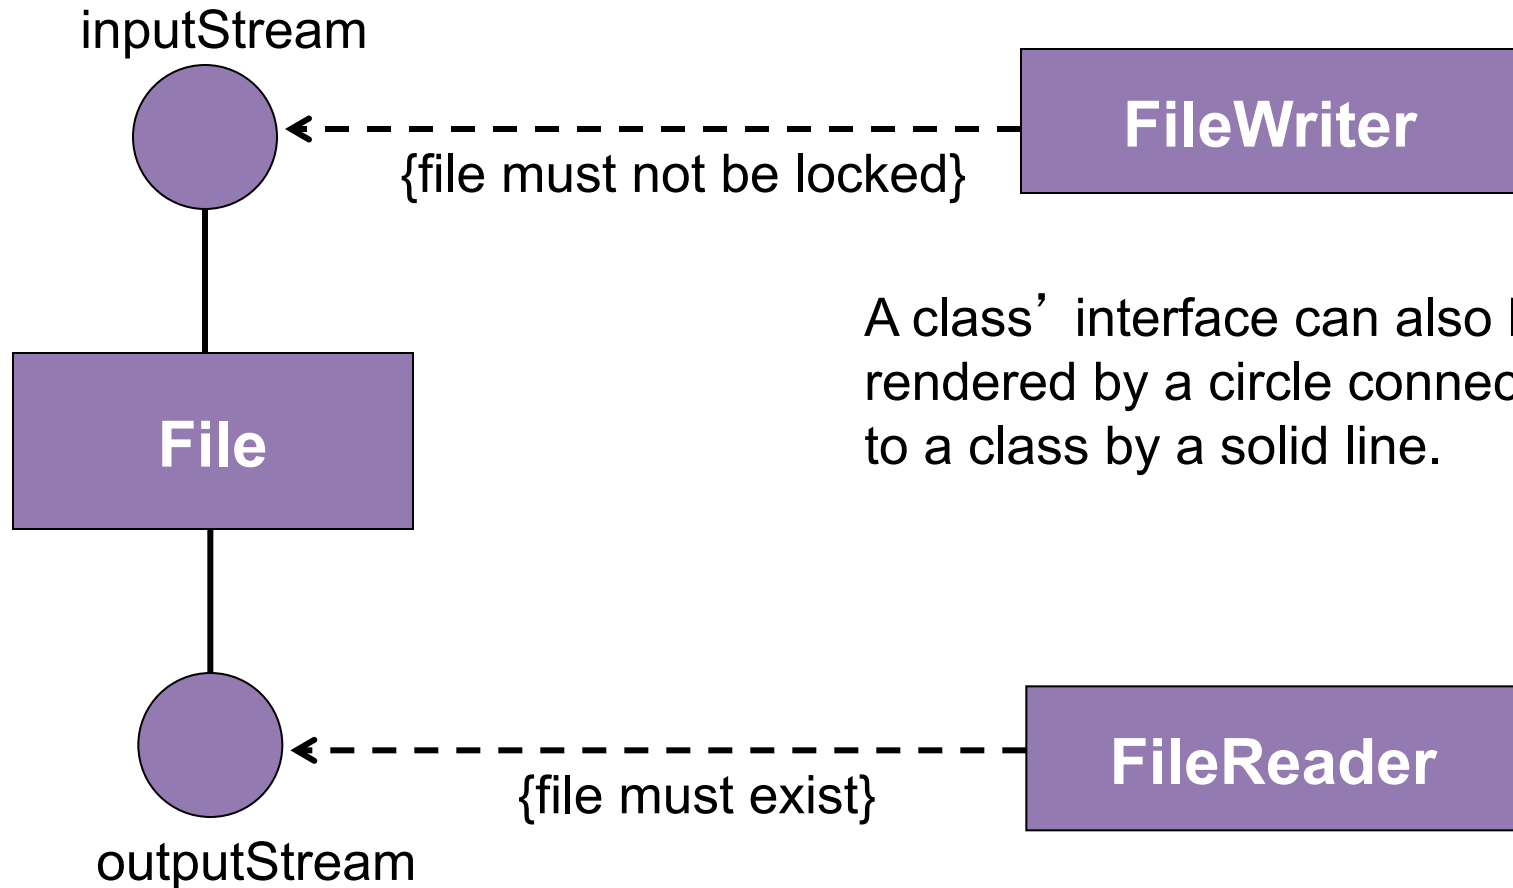 inputStream
FileWriter
{file must not be locked}
A class’ interface can also
rendered by a circle
to a class by a solid line.
File
FileReader
{file must exist}
outputStream